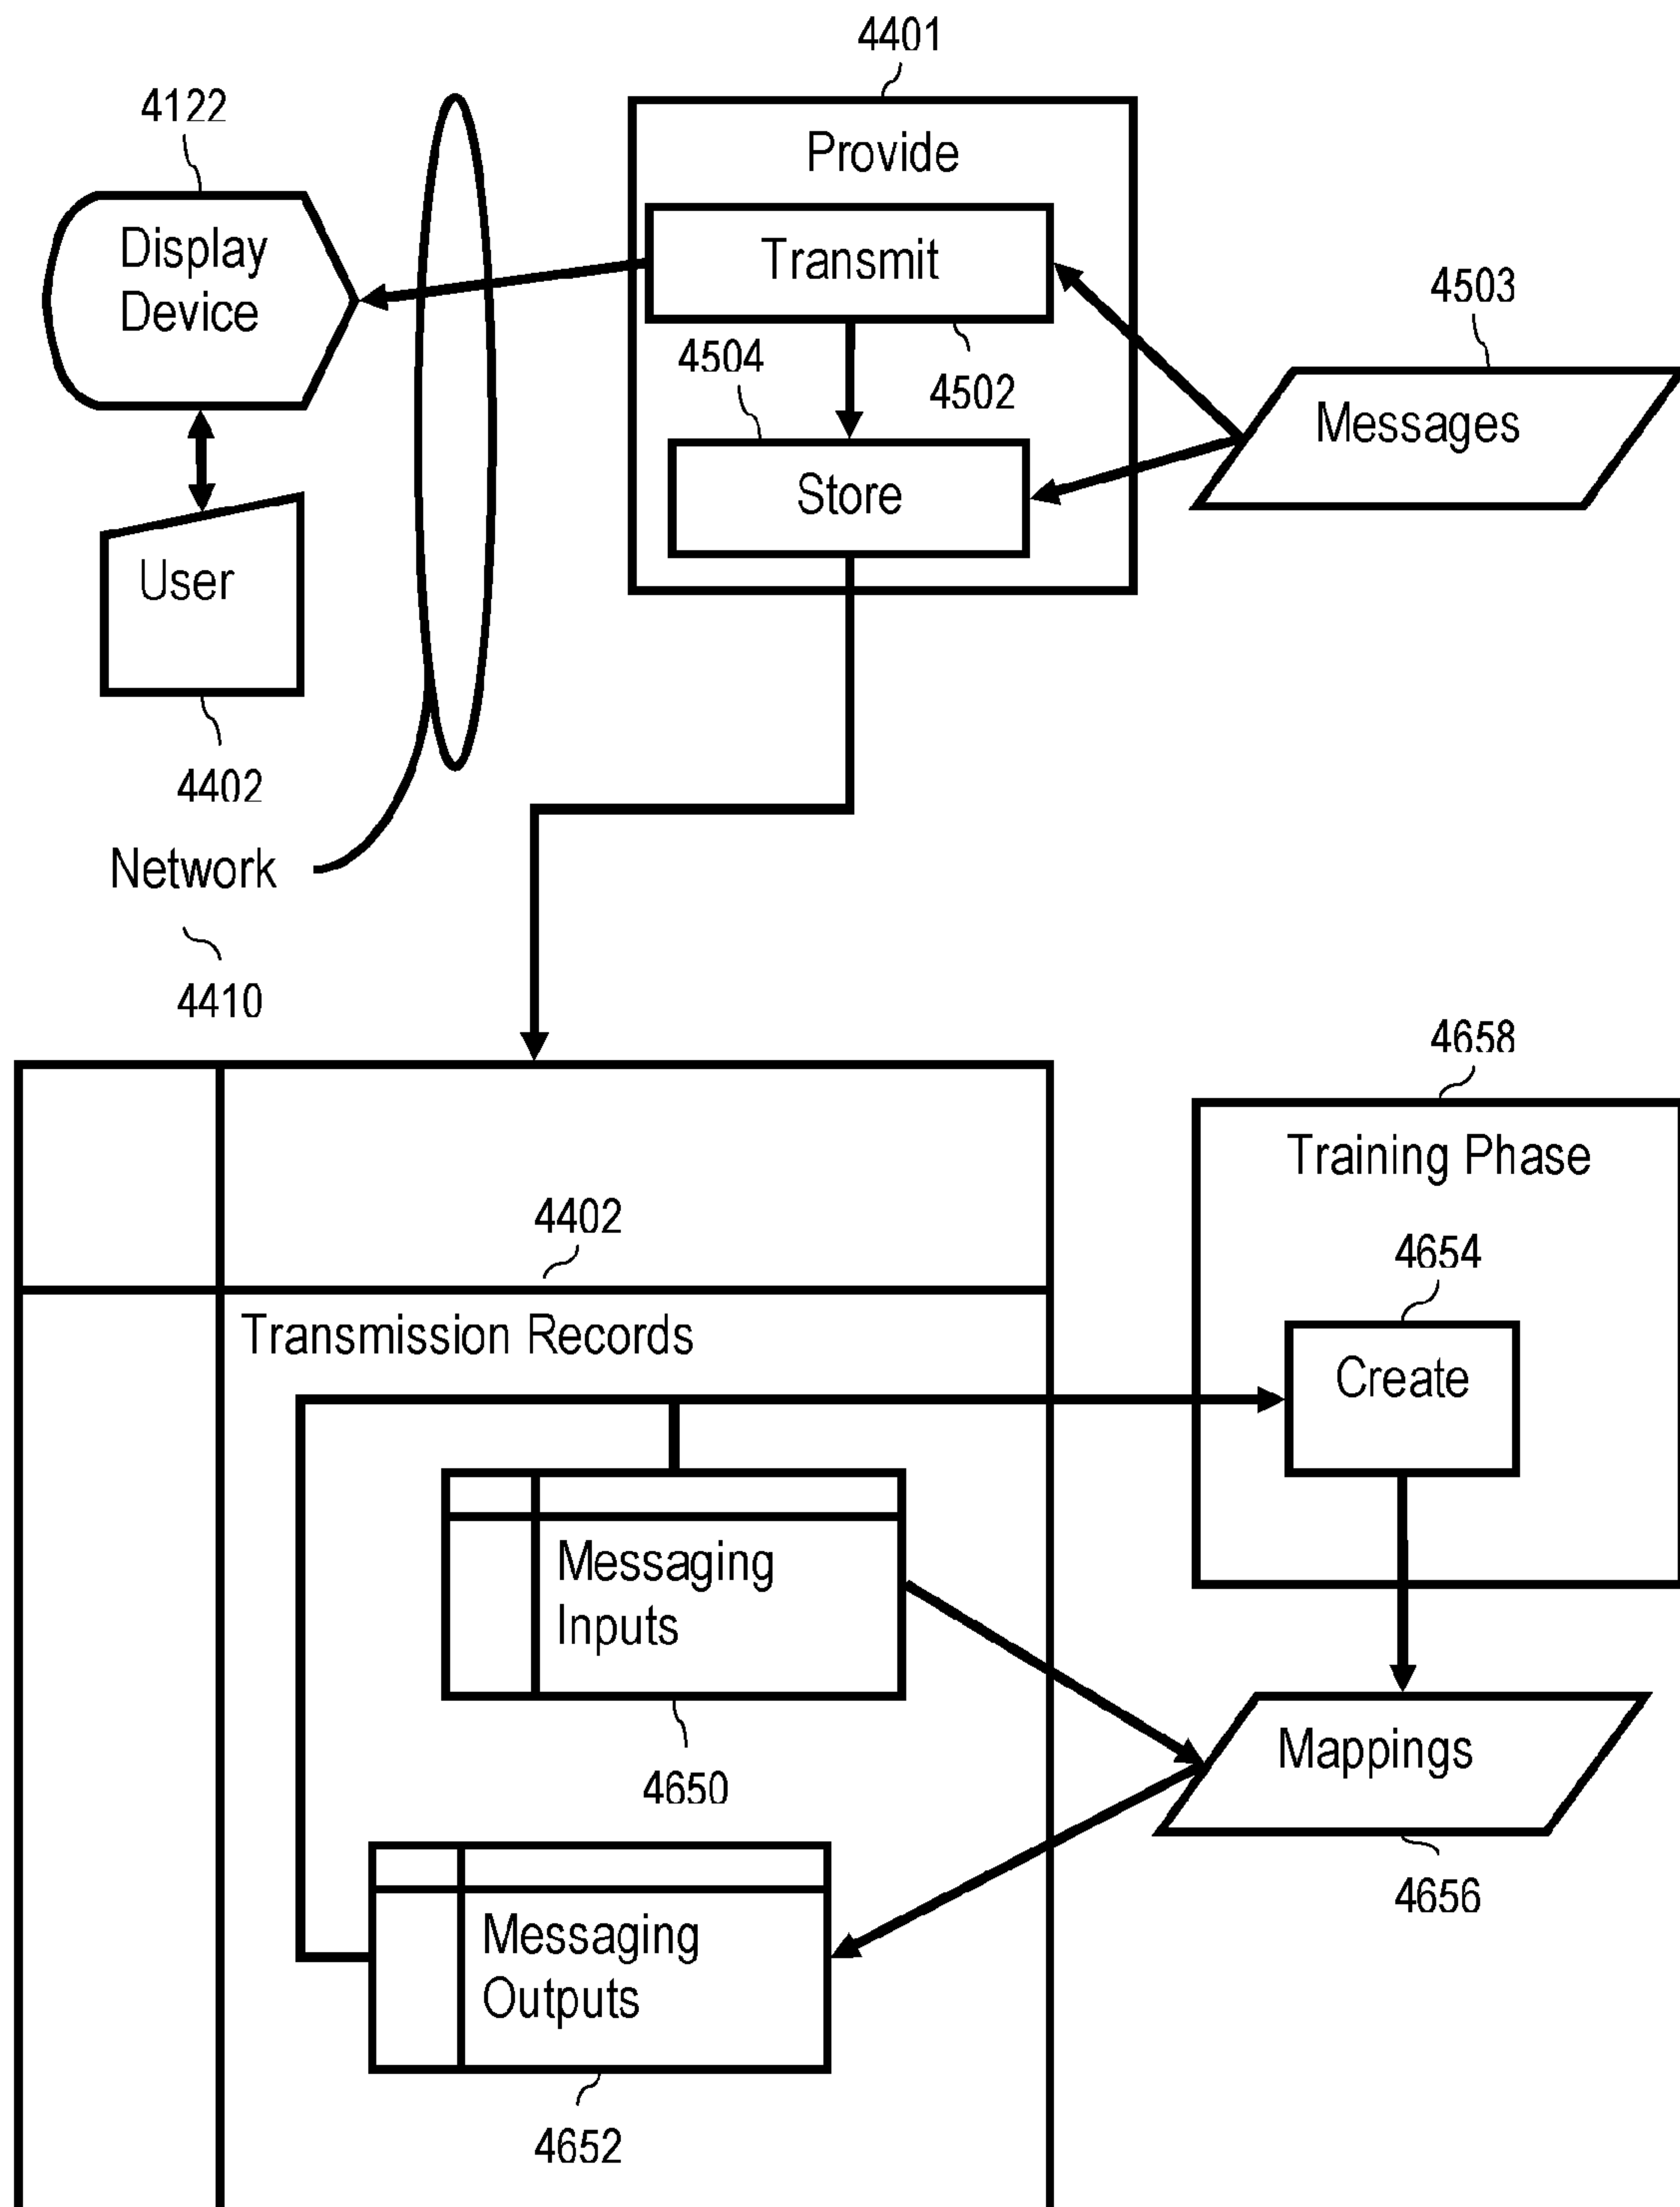 4401
4122
Provide
Display
Device
Transmit
4503
4504
4502
Messages
Store
User
4402
Network
4410
4658
Training Phase
4402
4654
Transmission Records
Create
Messaging
Inputs
Mappings
4650
4656
Messaging
Outputs
4652